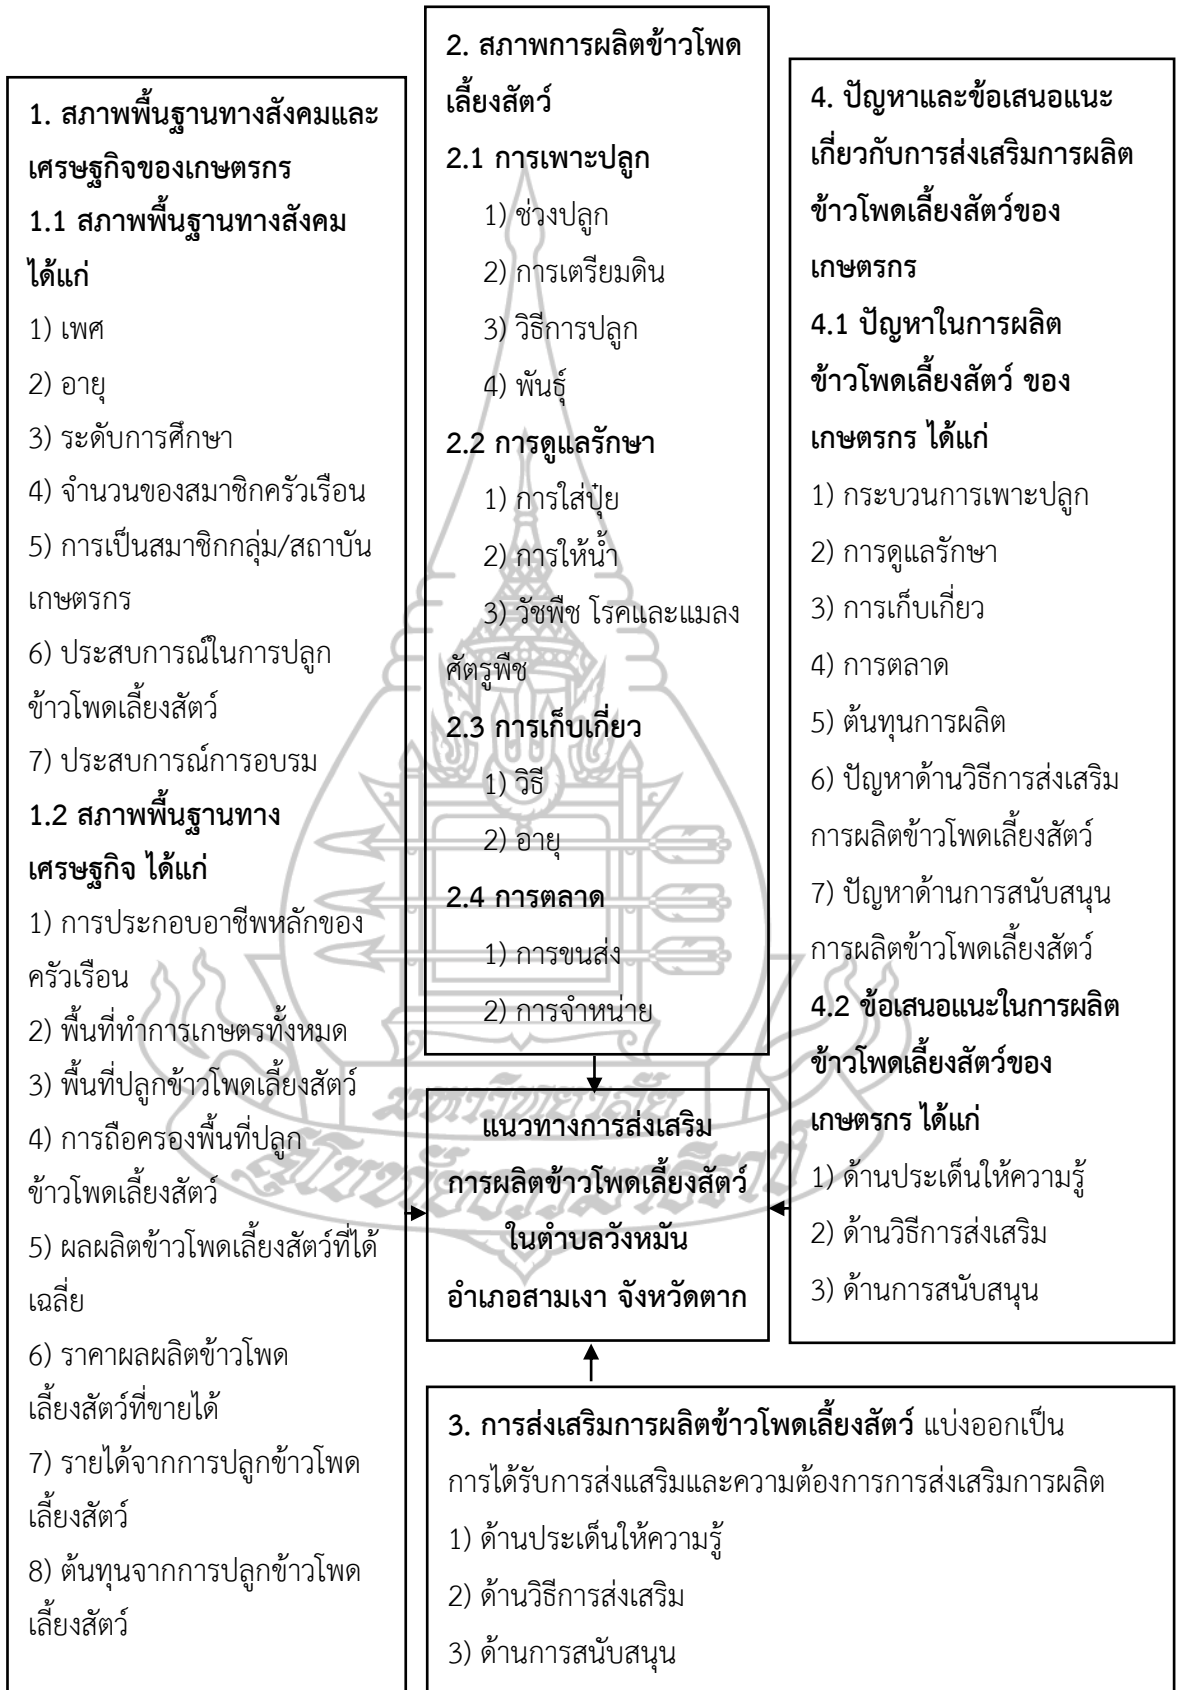 1. สภาพพื้นฐานทางสังคมและ
เศรษฐกิจของเกษตรกร
1.1 สภาพพื้นฐานทางสังคม
ได้แก่
1) เพศ
2) อายุ
3) ระดับการศึกษา
4) จำนวนของสมาชิกครัวเรือน
5) การเป็นสมาชิกกลุ่ม/สถาบัน
เกษตรกร
6) ประสบการณ์ในการปลูก
ข้าวโพดเลี้ยงสัตว์
7) ประสบการณ์การอบรม
1.2 สภาพพื้นฐานทาง
เศรษฐกิจ ได้แก่
1) การประกอบอาชีพหลักของ
ครัวเรือน
2) พื้นที่ทำการเกษตรทั้งหมด
3) พื้นที่ปลูกข้าวโพดเลี้ยงสัตว์
4) การถือครองพื้นที่ปลูก
ข้าวโพดเลี้ยงสัตว์
5) ผลผลิตข้าวโพดเลี้ยงสัตว์ที่ได้
เฉลี่ย
6) ราคาผลผลิตข้าวโพด
เลี้ยงสัตว์ที่ขายได้
7) รายได้จากการปลูกข้าวโพด
เลี้ยงสัตว์
8) ต้นทุนจากการปลูกข้าวโพด
เลี้ยงสัตว์
2. สภาพการผลิตข้าวโพด
เลี้ยงสัตว์
2.1 การเพาะปลูก
1) ช่วงปลูก
2) การเตรียมดิน
3) วิธีการปลูก
4) พันธุ์
2.2 การดูแลรักษา
1) การใส่ปุ๋ย
2) การให้น้ำ
3) วัชพืช โรคและแมลง
ศัตรูพืช
2.3 การเก็บเกี่ยว
1) วิธี
2) อายุ
2.4 การตลาด
1) การขนส่ง
2) การจำหน่าย
แนวทางการส่งเสริม
การผลิตข้าวโพดเลี้ยงสัตว์
ในตำบลวังหมัน
อำเภอสามเงา จังหวัดตาก
มหาวิทยาลัย
สุโขทัยธรรมาธิราช
4. ปัญหาและข้อเสนอแนะ
เกี่ยวกับการส่งเสริมการผลิต
ข้าวโพดเลี้ยงสัตว์ของ
เกษตรกร
4.1 ปัญหาในการผลิต
ข้าวโพดเลี้ยงสัตว์ ของ
เกษตรกร ได้แก่
1) กระบวนการเพาะปลูก
2) การดูแลรักษา
3) การเก็บเกี่ยว
4) การตลาด
5) ต้นทุนการผลิต
6) ปัญหาด้านวิธีการส่งเสริม
การผลิตข้าวโพดเลี้ยงสัตว์
7) ปัญหาด้านการสนับสนุน
การผลิตข้าวโพดเลี้ยงสัตว์
4.2 ข้อเสนอแนะในการผลิต
ข้าวโพดเลี้ยงสัตว์ของ
เกษตรกร ได้แก่
1) ด้านประเด็นให้ความรู้
2) ด้านวิธีการส่งเสริม
3) ด้านการสนับสนุน
3. การส่งเสริมการผลิตข้าวโพดเลี้ยงสัตว์ แบ่งออกเป็น
การได้รับการส่งแสริมและความต้องการการส่งเสริมการผลิต
1) ด้านประเด็นให้ความรู้
2) ด้านวิธีการส่งเสริม
3) ด้านการสนับสนุน